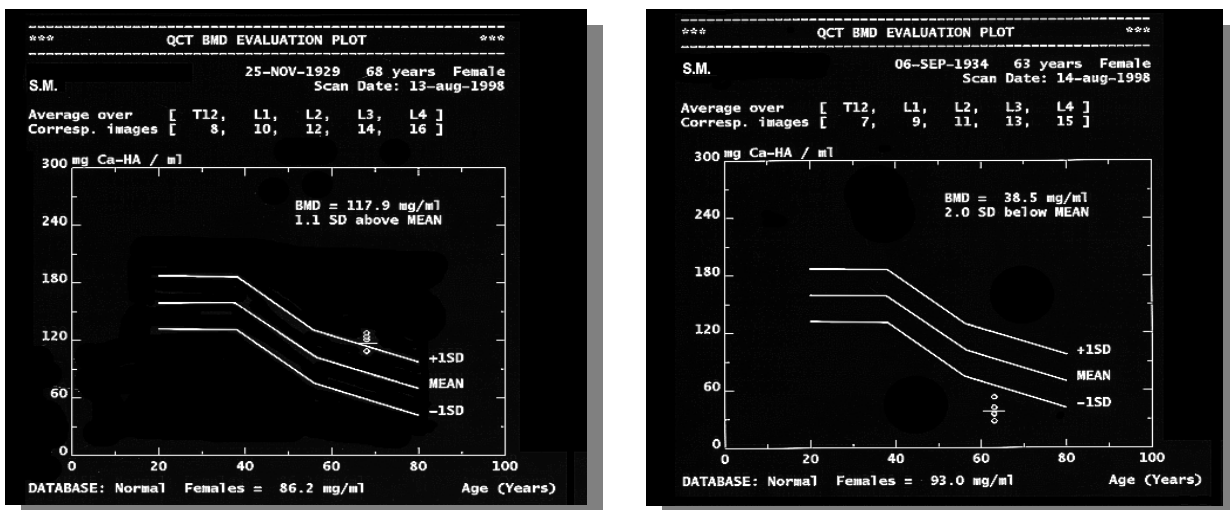 *** QCT BMD EVALUATION PLOT ***
25-NOV-1929 68 years Female
S.M. Scan Date: 13-aug-1998
Average over [ T12, L1, L2, L3, L4 ]
Corresp. images [ 8, 10, 12, 14, 16 ]
300 mg Ca-HA / ml
BMD = 117.9 mg/ml
240 1.1 SD above MEAN
180
120
+1SD
MEAN
60
-1SD
0
0 20 40 60 80 100
DATABASE: Normal Females = 86.2 mg/ml Age (Years)
*** QCT BMD EVALUATION PLOT ***
06-SEP-1934 63 years Female
S.M. Scan Date: 14-aug-1998
Average over [ T12, L1, L2, L3, L4 ]
Corresp. images [ 7, 9, 11, 13, 15 ]
300 mg Ca-HA / ml
BMD = 38.5 mg/ml
240 2.0 SD below MEAN
180
120
+1SD
MEAN
60
-1SD
0
0 20 40 60 80 100
DATABASE: Normal Females = 93.0 mg/ml Age (Years)